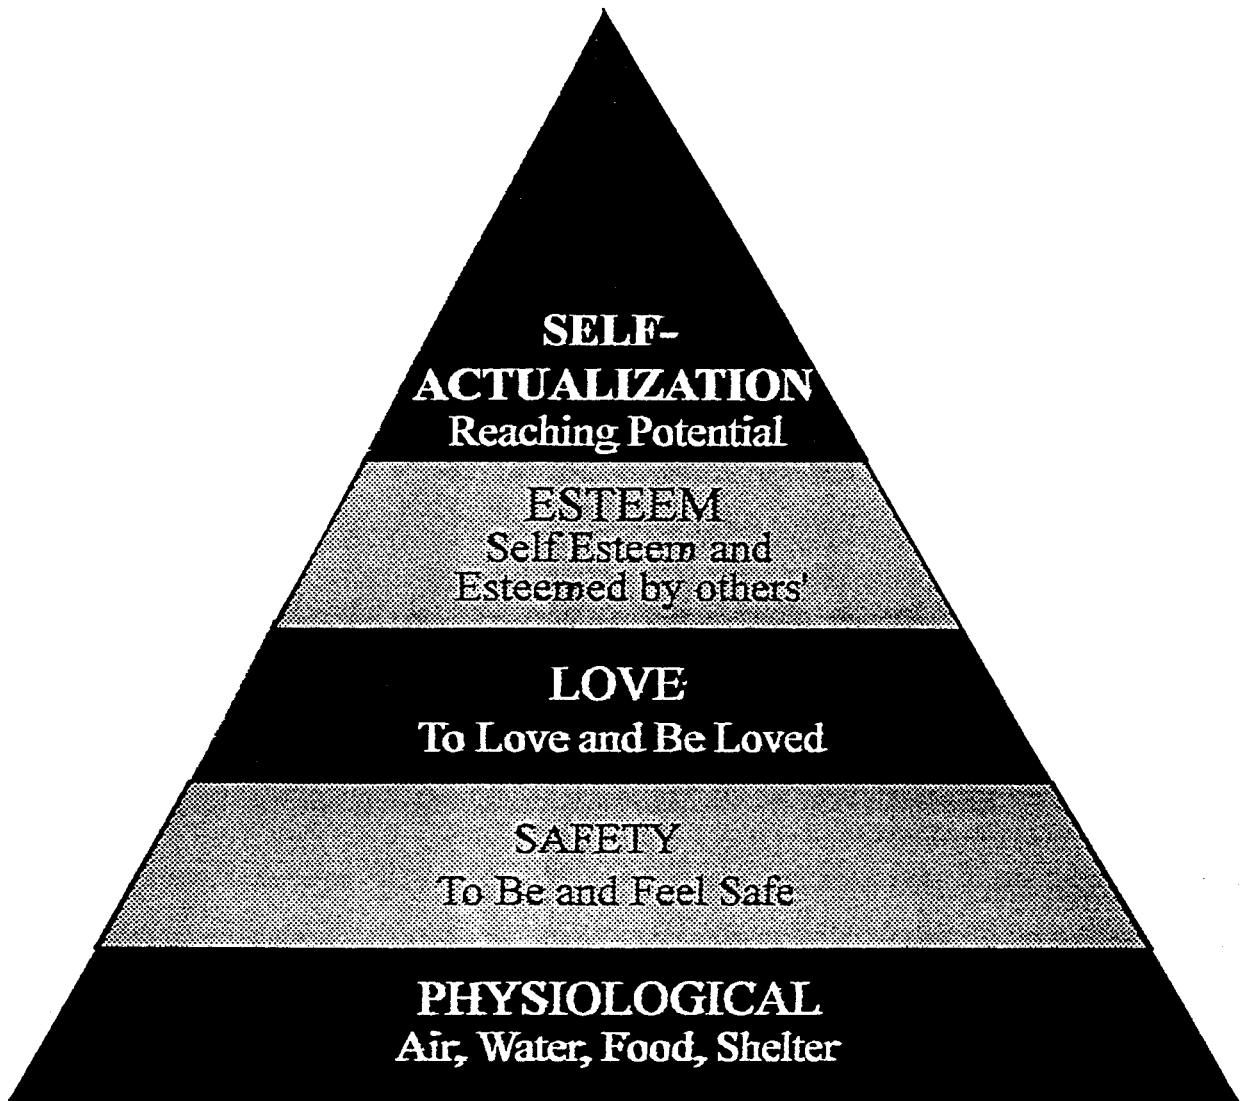 SELF-
ACTUALIZATION
Reaching Potential
ESTEEM
Self Esteem and
Esteemed by others'
LOVE
To Love and Be Loved
SAFETY
To Be and Feel Safe
PHYSIOLOGICAL
Air, Water, Food, Shelter